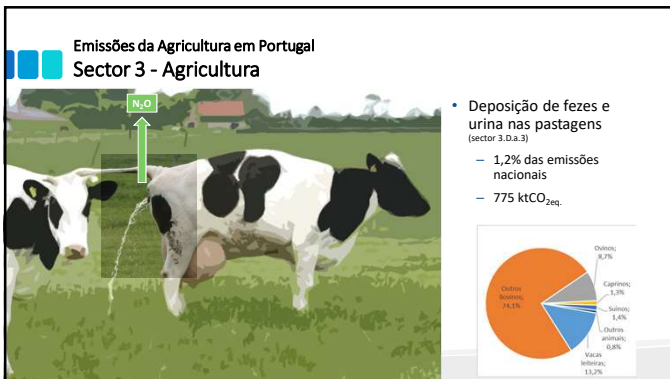 Emissões da Agricultura em Portugal
Sector 3 - Agricultura
N₂O
• Deposição de fezes e
urina nas pastagens
(sector 3.D.a.3)
– 1,2% das emissões
nacionais
– 775 ktCO₂eq.
Ovinos;
8,7%
Caprinos;
1,3%
Suínos;
1,4%
Outros
animais;
0,8%
Vacas
leiteiras;
13,2%
Outros
Bovinos;
74,1%